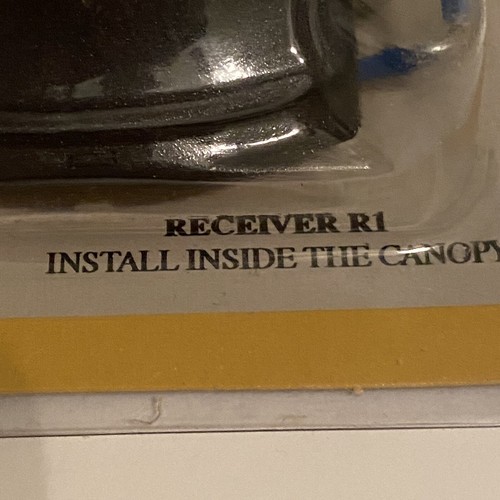 RECEIVER R1
INSTALL INSIDE THE CANOPY